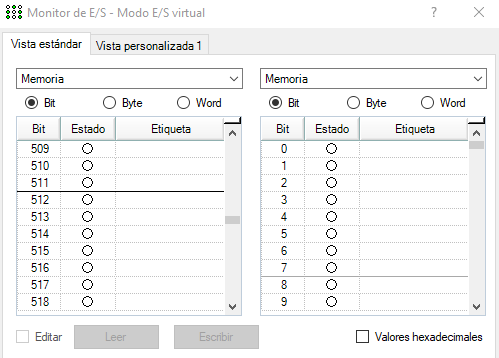 Monitor de E/S - Modo E/S virtual ? ×
Vista estándar Vista personalizada 1
Memoria Memoria
Bit Byte Word Bit Byte Word
Bit Estado Etiqueta Bit Estado Etiqueta
509 0
510 1
511 2
512 3
513 4
514 5
515 6
516 7
517 8
518 9
Editar Leer Escribir Valores hexadecimales